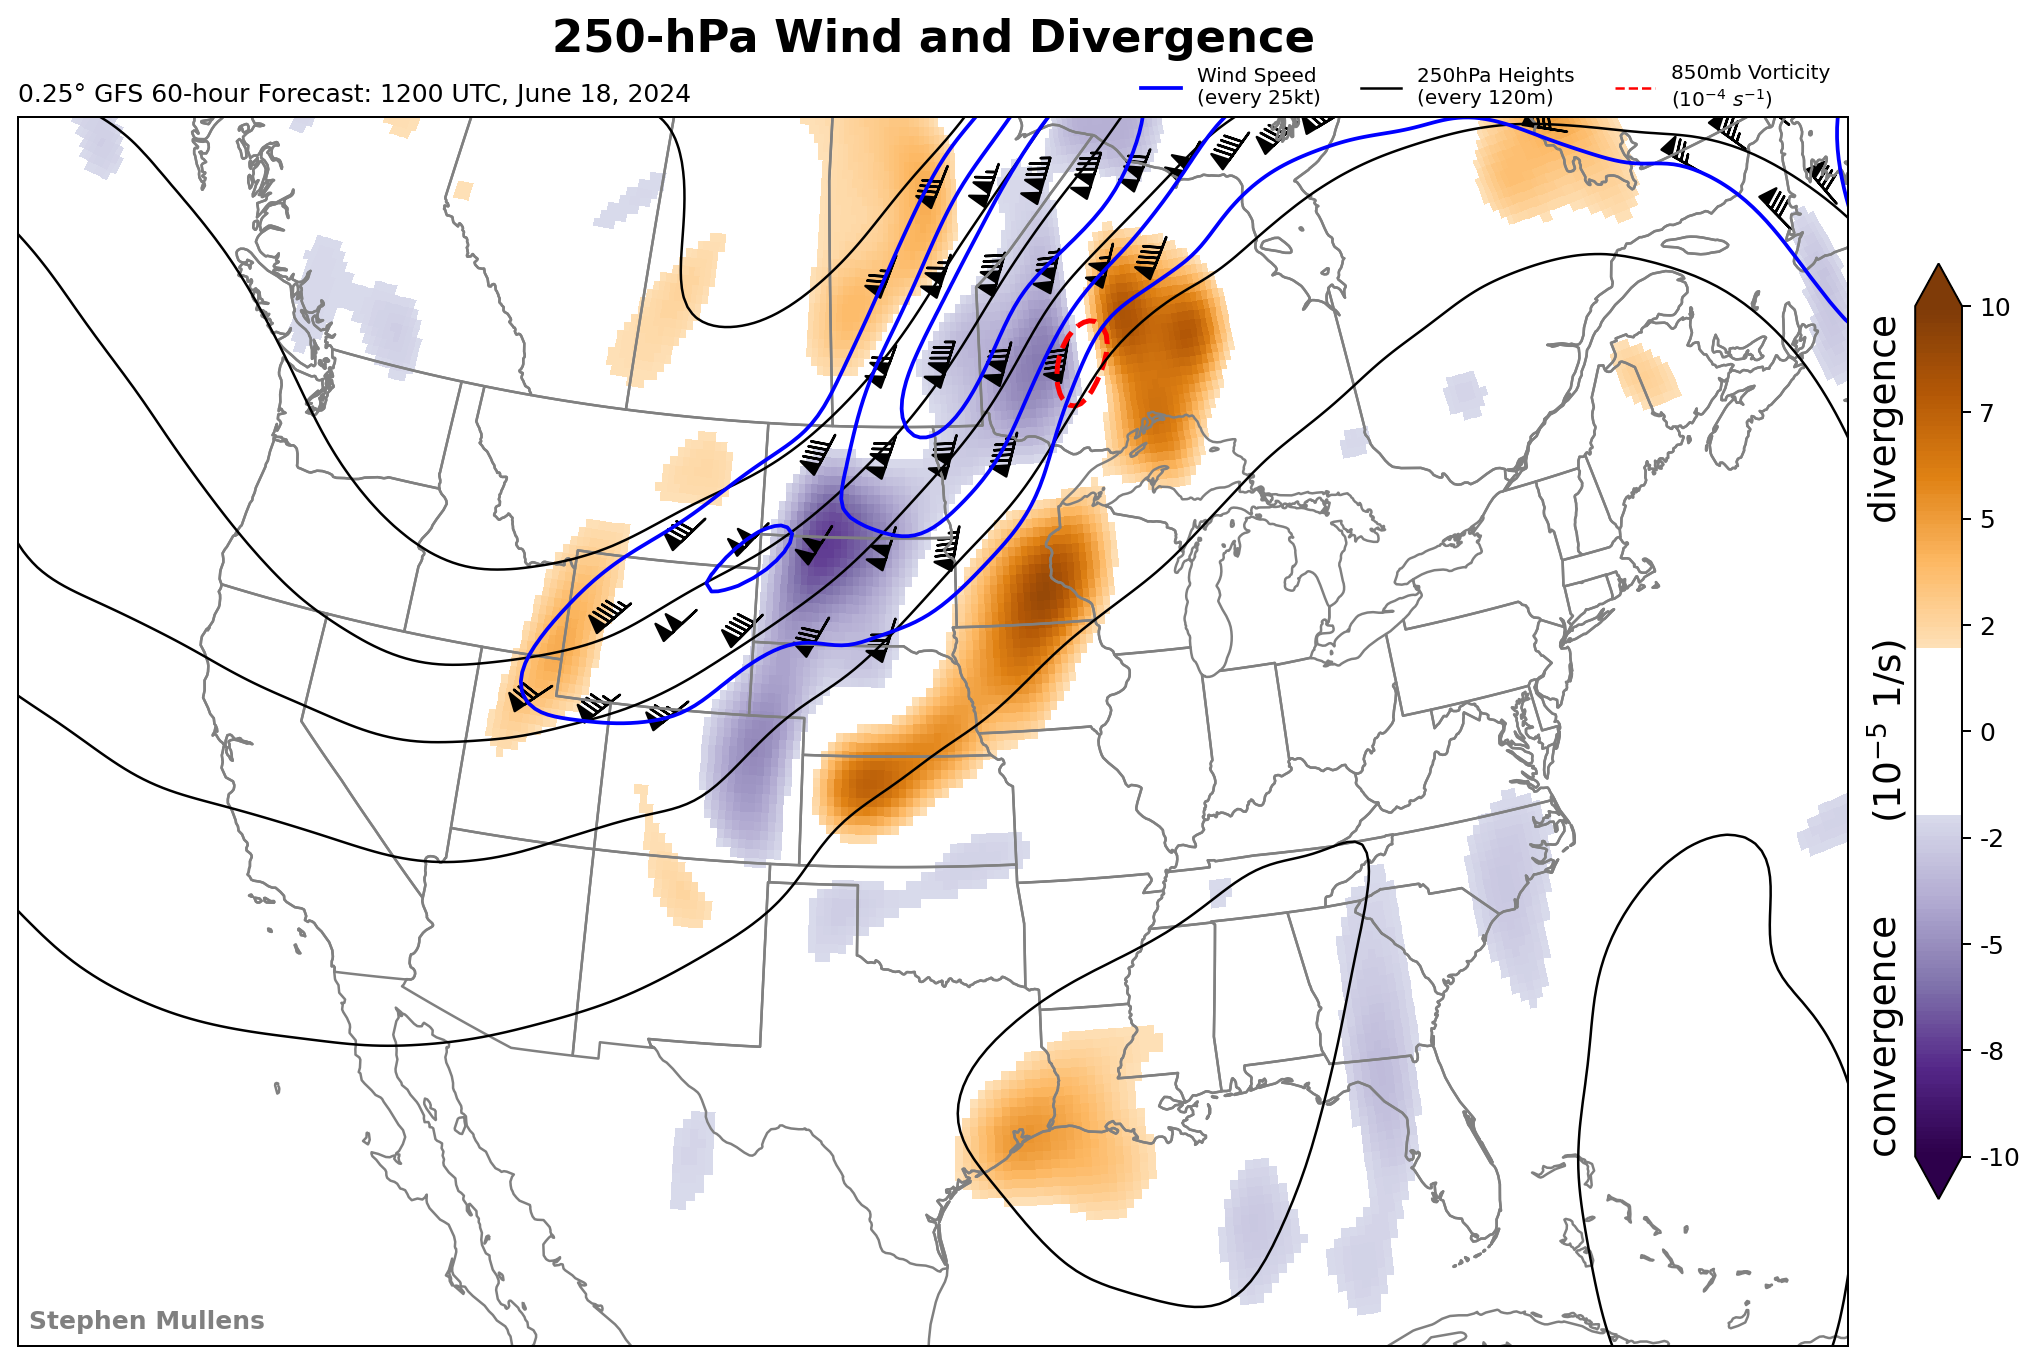 250-hPa Wind and Divergence
0.25° GFS 60-hour Forecast: 1200 UTC, June 18, 2024
Wind Speed
(every 25kt)
250hPa Heights
(every 120m)
850mb Vorticity
(10⁻⁴ s⁻¹)
10
7
5
2
0
-2
-5
-8
-10
convergence (10⁻⁵ 1/s) divergence
Stephen Mullens